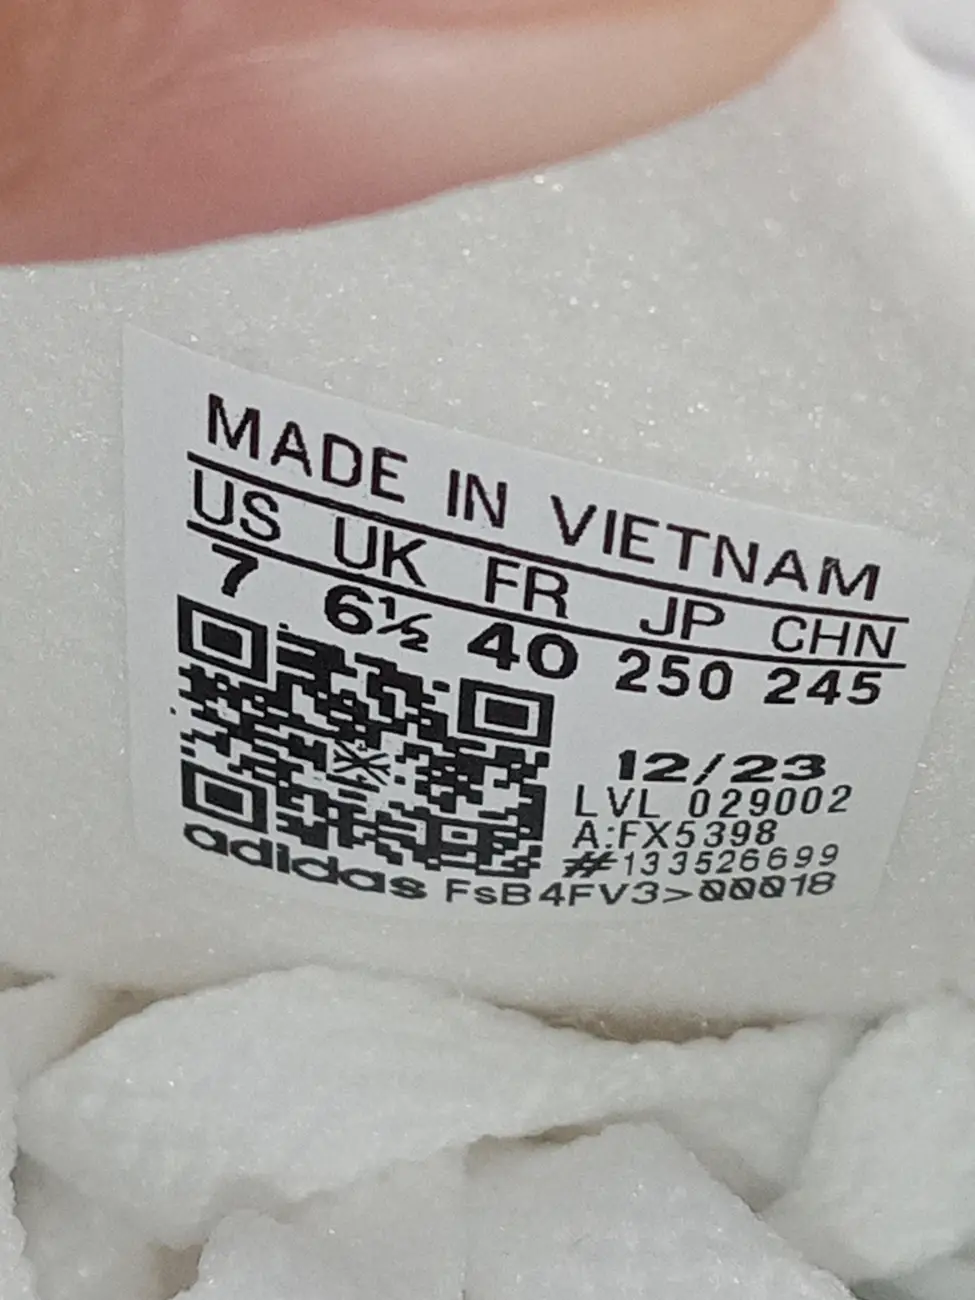 MADE IN VIETNAM
US UK FR JP CHN
7 6½ 40 250 245
12/23
LVL 029002
A:FX5398
#133526699
adidas FsB4FV3>00018